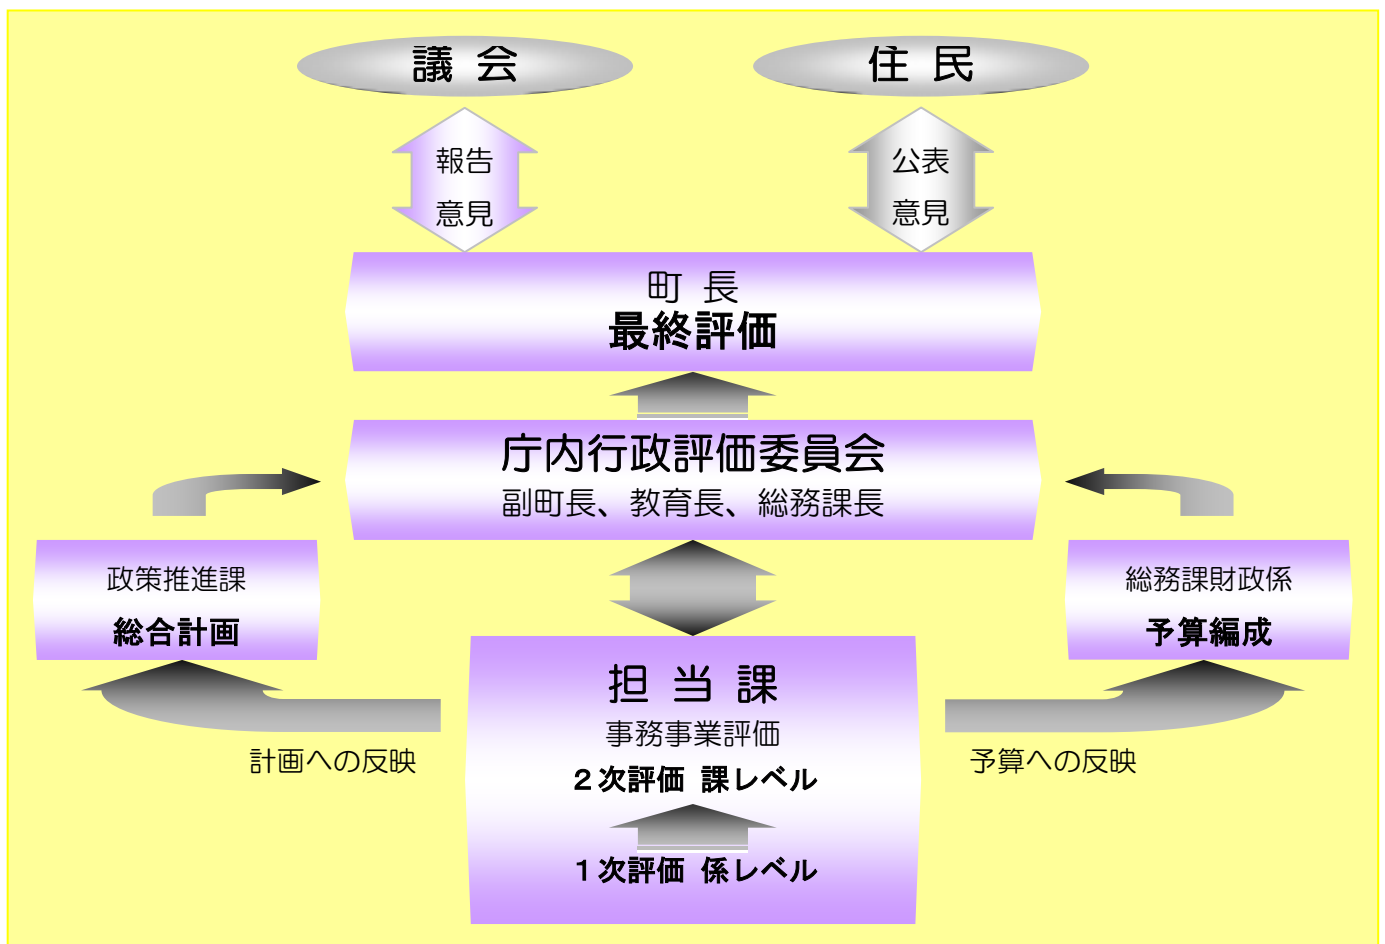 議 会
住 民
報告
意見
公表
意見
町 長
最終評価
庁内行政評価委員会
副町長、教育長、総務課長
政策推進課
総合計画
総務課財政係
予算編成
担 当 課
事務事業評価
２次評価 課レベル
１次評価 係レベル
計画への反映
予算への反映